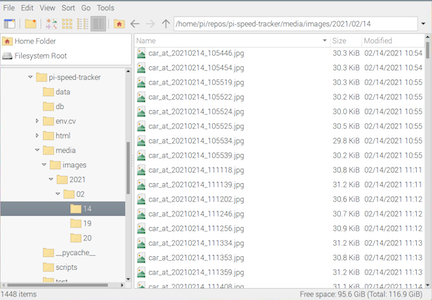 File Edit View Sort Go Tools
/home/pi/repos/pi-speed-tracker/media/images/2021/02/14
Home Folder
Filesystem Root
pi-speed-tracker
data
db
env.cv
html
media
images
2021
02
14
19
20
__pycache__
scripts
test
Name Size Modified
car_at_20210214_105446.jpg 30.3 KiB 02/14/2021 10:54
car_at_20210214_105454.jpg 30.3 KiB 02/14/2021 10:54
car_at_20210214_105519.jpg 30.3 KiB 02/14/2021 10:55
car_at_20210214_105522.jpg 30.2 KiB 02/14/2021 10:55
car_at_20210214_105524.jpg 30.0 KiB 02/14/2021 10:55
car_at_20210214_105525.jpg 30.5 KiB 02/14/2021 10:55
car_at_20210214_105534.jpg 29.8 KiB 02/14/2021 10:55
car_at_20210214_105539.jpg 30.2 KiB 02/14/2021 10:55
car_at_20210214_111118.jpg 30.8 KiB 02/14/2021 11:11
car_at_20210214_111139.jpg 31.2 KiB 02/14/2021 11:11
car_at_20210214_111202.jpg 30.6 KiB 02/14/2021 11:12
car_at_20210214_111246.jpg 30.7 KiB 02/14/2021 11:12
car_at_20210214_111256.jpg 30.9 KiB 02/14/2021 11:12
car_at_20210214_111334.jpg 31.2 KiB 02/14/2021 11:13
car_at_20210214_111353.jpg 30.8 KiB 02/14/2021 11:13
car_at_20210214_111359.jpg 31.2 KiB 02/14/2021 11:13
car_at_20210214_111408.jpg 31.1 KiB 02/14/2021 11:14
1448 items
Free space: 95.6 GiB (Total: 116.9 GiB)